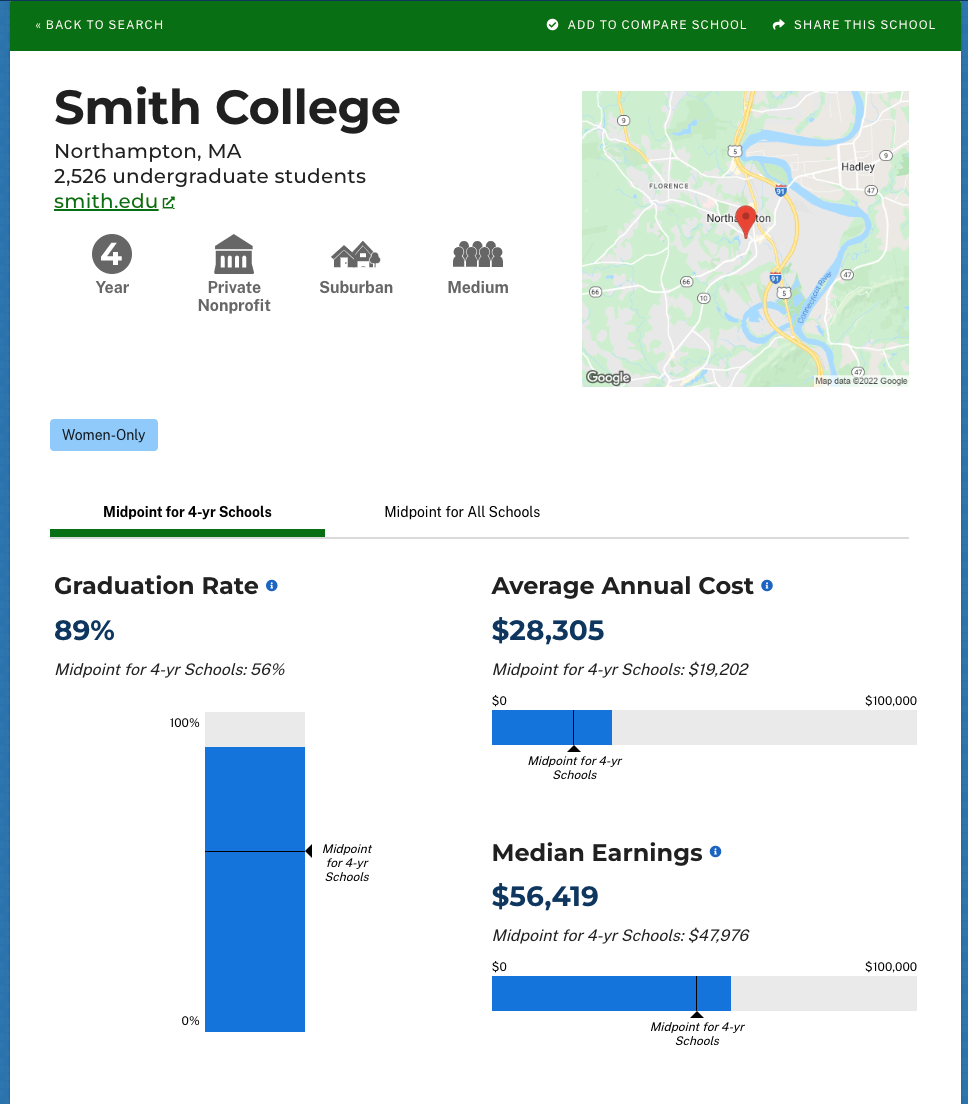 « BACK TO SEARCH
ADD TO COMPARE SCHOOL
SHARE THIS SCHOOL
Smith College
Northampton, MA
2,526 undergraduate students
smith.edu
4
Year
Private
Nonprofit
Suburban
Medium
9
5
9
Hadley
FLORENCE
91
47
66
66
10
91
5
47
Connecticut River
47
Google
Map data ©2022 Google
Women-Only
Midpoint for 4-yr Schools
Midpoint for All Schools
Graduation Rate
89%
Midpoint for 4-yr Schools: 56%
100%
Midpoint
for 4-yr
Schools
0%
Average Annual Cost
$28,305
Midpoint for 4-yr Schools: $19,202
$0
$100,000
Midpoint for 4-yr
Schools
Median Earnings
$56,419
Midpoint for 4-yr Schools: $47,976
$0
$100,000
Midpoint for 4-yr
Schools